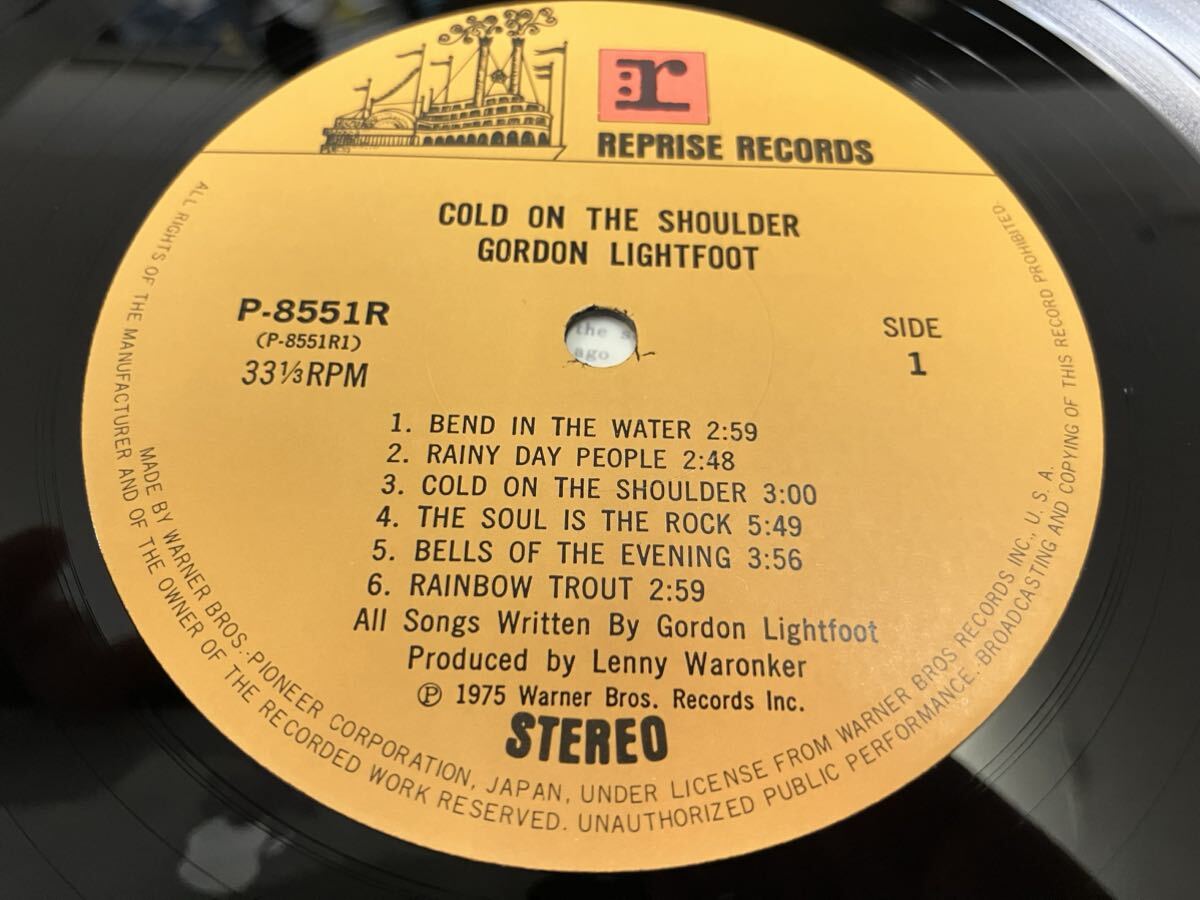 r
REPRISE RECORDS
COLD ON THE SHOULDER
GORDON LIGHTFOOT
P-8551R
(P-8551R1)
33⅓RPM
SIDE
1
the s
ago
1. BEND IN THE WATER 2:59
2. RAINY DAY PEOPLE 2:48
3. COLD ON THE SHOULDER 3:00
4. THE SOUL IS THE ROCK 5:49
5. BELLS OF THE EVENING 3:56
6. RAINBOW TROUT 2:59
All Songs Written By Gordon Lightfoot
Produced by Lenny Waronker
℗ 1975 Warner Bros. Records Inc.
STEREO
MADE BY WARNER BROS.-PIONEER CORPORATION, JAPAN, UNDER LICENSE FROM WARNER BROS RECORDS INC., U. S. A.
ALL RIGHTS OF THE MANUFACTURER AND OF THE OWNER OF THE RECORDED WORK RESERVED. UNAUTHORIZED PUBLIC PERFORMANCE. BROADCASTING AND COPYING OF THIS RECORD PROHIBITED.